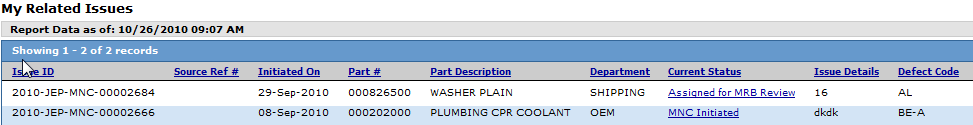 My Related Issues
Report Data as of: 10/26/2010 09:07 AM
Showing 1 - 2 of 2 records
Issue ID Source Ref # Initiated On Part # Part Description Department Current Status Issue Details Defect Code
2010-JEP-MNC-00002684 29-Sep-2010 000826500 WASHER PLAIN SHIPPING Assigned for MRB Review 16 AL
2010-JEP-MNC-00002666 08-Sep-2010 000202000 PLUMBING CPR COOLANT OEM MNC Initiated dkdk BE-A